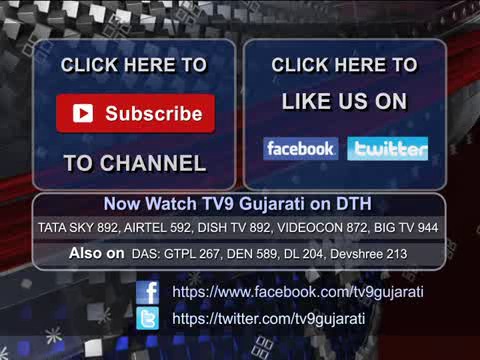 CLICK HERE TO
Subscribe
TO CHANNEL
CLICK HERE TO
LIKE US ON
facebook twitter
Now Watch TV9 Gujarati on DTH
TATA SKY 892, AIRTEL 592, DISH TV 892, VIDEOCON 872, BIG TV 944
Also on DAS: GTPL 267, DEN 589, DL 204, Devshree 213
f https://www.facebook.com/tv9gujarati
t https://twitter.com/tv9gujarati